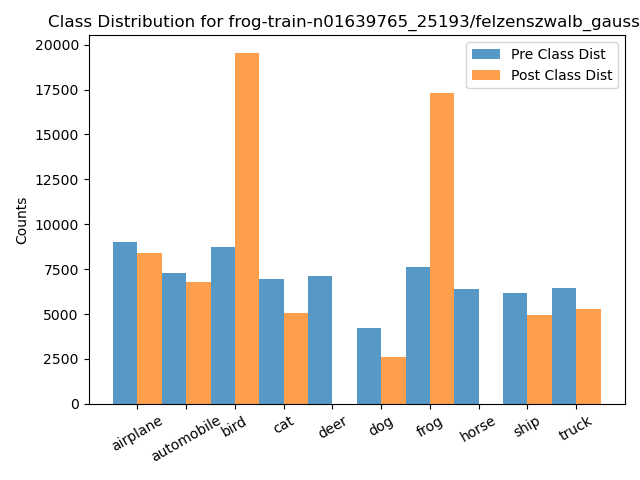 Class Distribution for frog-train-n01639765_25193/felzenszwalb_gauss
Pre Class Dist
Post Class Dist
Counts
20000
17500
15000
12500
10000
7500
5000
2500
0
airplane
automobile
bird
cat
deer
dog
frog
horse
ship
truck